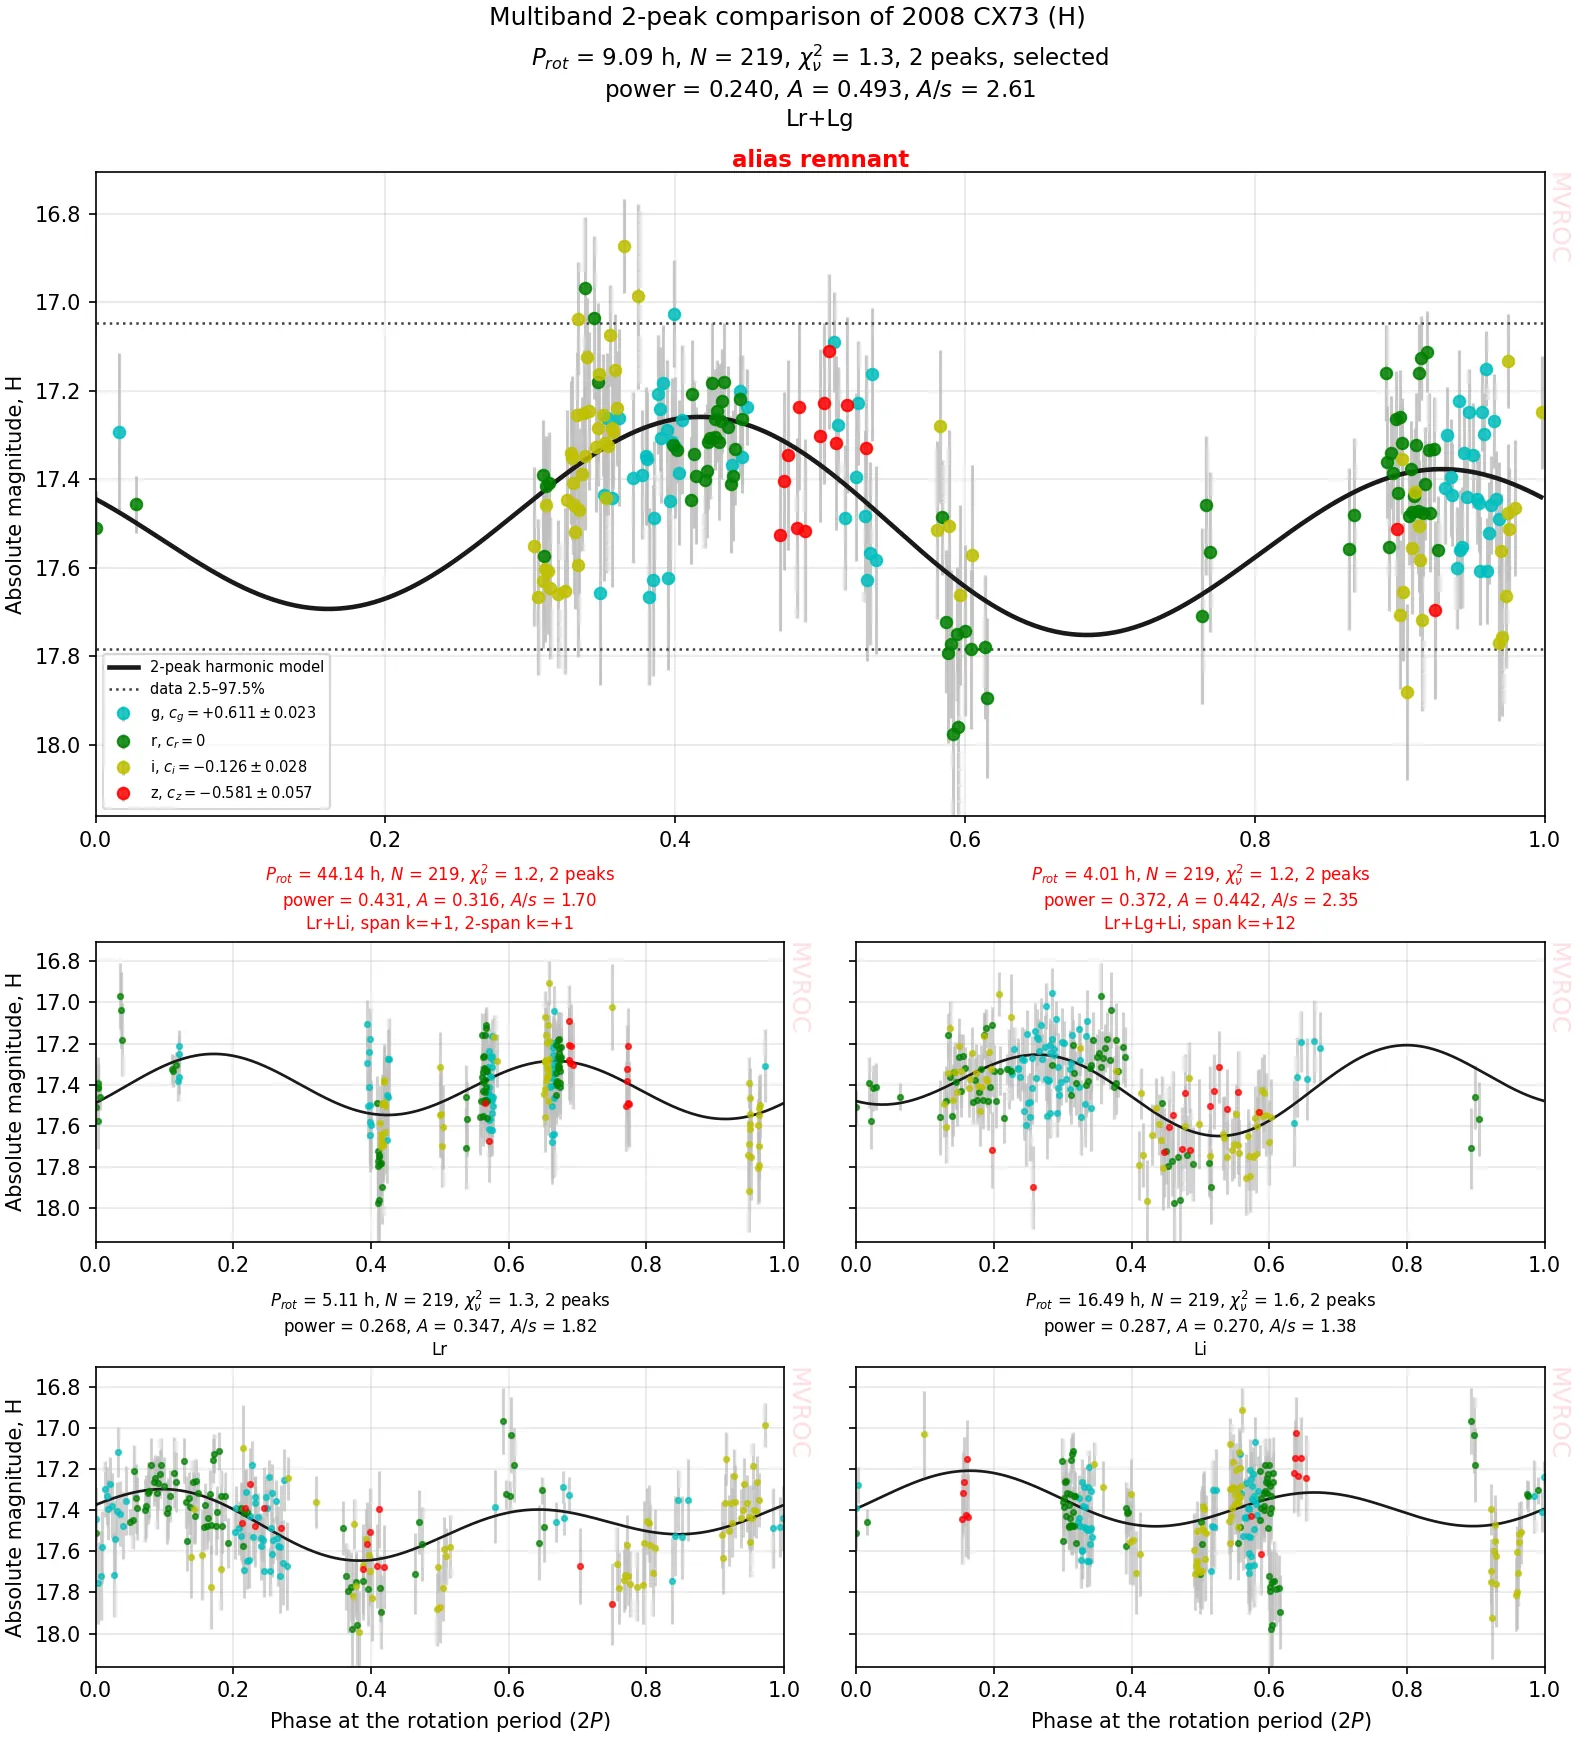 Multiband 2-peak comparison of 2008 CX73 (H)
P_rot = 9.09 h, N = 219, χ²_ν = 1.3, 2 peaks, selected
power = 0.240, A = 0.493, A/s = 2.61
Lr+Lg
alias remnant
MVROC
Absolute magnitude, H
16.8
17.0
17.2
17.4
17.6
17.8
18.0
2-peak harmonic model
data 2.5–97.5%
g, c_g = +0.611 ± 0.023
r, c_r = 0
i, c_i = −0.126 ± 0.028
z, c_z = −0.581 ± 0.057
0.0 0.2 0.4 0.6 0.8 1.0
P_rot = 44.14 h, N = 219, χ²_ν = 1.2, 2 peaks
power = 0.431, A = 0.316, A/s = 1.70
Lr+Li, span k=+1, 2-span k=+1
MVROC
Absolute magnitude, H
16.8
17.0
17.2
17.4
17.6
17.8
18.0
0.0 0.2 0.4 0.6 0.8 1.0
P_rot = 4.01 h, N = 219, χ²_ν = 1.2, 2 peaks
power = 0.372, A = 0.442, A/s = 2.35
Lr+Lg+Li, span k=+12
MVROC
0.0 0.2 0.4 0.6 0.8 1.0
P_rot = 5.11 h, N = 219, χ²_ν = 1.3, 2 peaks
power = 0.268, A = 0.347, A/s = 1.82
Lr
MVROC
Absolute magnitude, H
16.8
17.0
17.2
17.4
17.6
17.8
18.0
0.0 0.2 0.4 0.6 0.8 1.0
Phase at the rotation period (2P)
P_rot = 16.49 h, N = 219, χ²_ν = 1.6, 2 peaks
power = 0.287, A = 0.270, A/s = 1.38
Li
MVROC
0.0 0.2 0.4 0.6 0.8 1.0
Phase at the rotation period (2P)